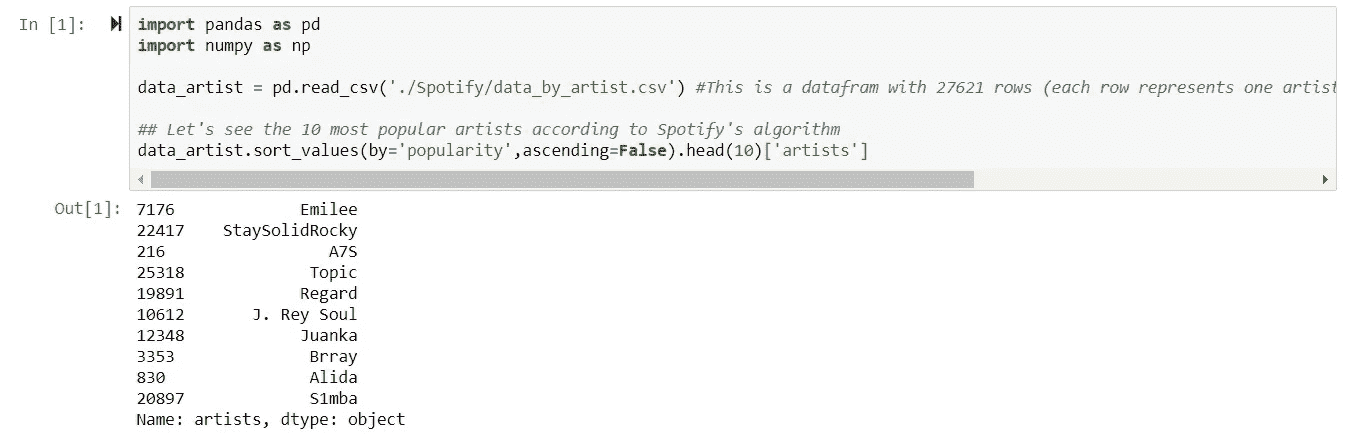 In [1]:
import pandas as pd
import numpy as np
data_artist = pd.read_csv('./Spotify/data_by_artist.csv') #This is a datafram with 27621 rows (each row represents one artist
## Let's see the 10 most popular artists according to Spotify's algorithm
data_artist.sort_values(by='popularity',ascending=False).head(10)['artists']
Out[1]:
7176 Emilee
22417 StaySolidRocky
216 A7S
25318 Topic
19891 Regard
10612 J. Rey Soul
12348 Juanka
3353 Brray
830 Alida
20897 S1mba
Name: artists, dtype: object